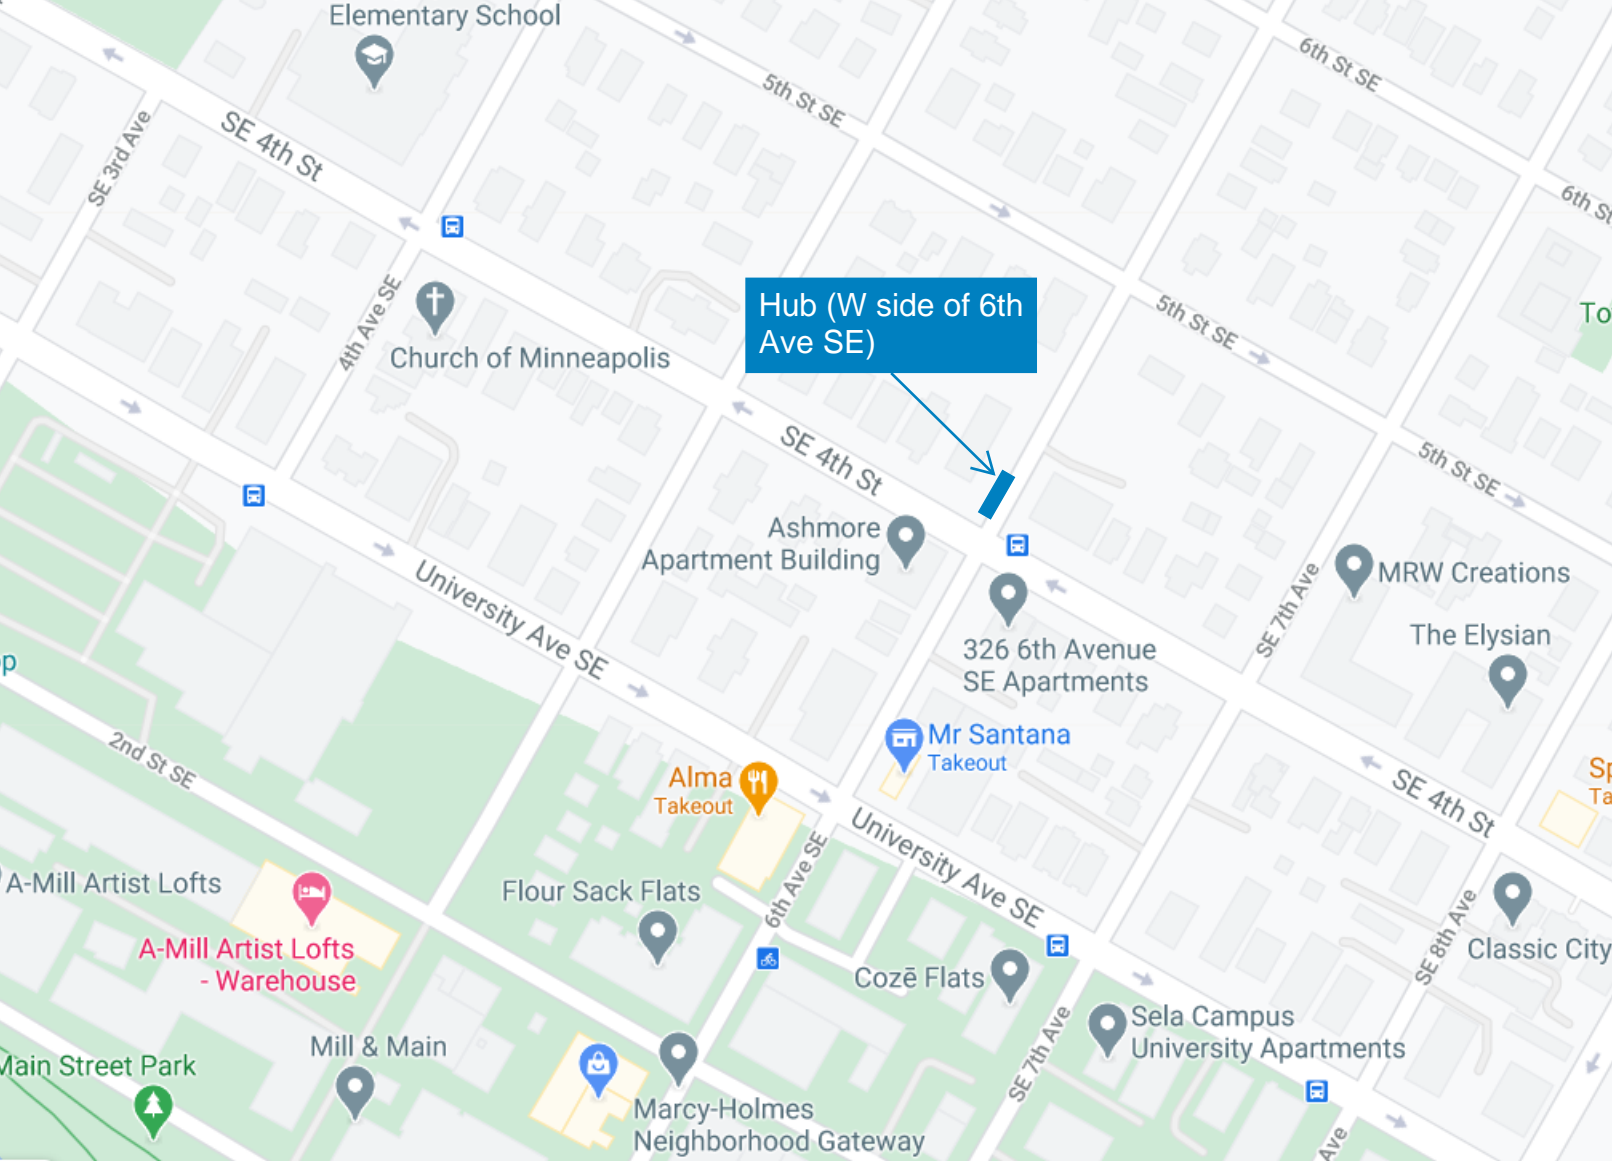 Elementary School
6th St SE
5th St SE
SE 4th St
SE 3rd Ave
6th St
Hub (W side of 6th
Ave SE)
4th Ave SE
5th St SE
To
Church of Minneapolis
SE 4th St
5th St SE
Ashmore
Apartment Building
MRW Creations
SE 7th Ave
University Ave SE
The Elysian
326 6th Avenue
SE Apartments
op
Mr Santana
Takeout
2nd St SE
Alma
Takeout
SE 4th St
Sp
Ta
University Ave SE
A-Mill Artist Lofts
Flour Sack Flats
6th Ave SE
A-Mill Artist Lofts
- Warehouse
Cozē Flats
SE 8th Ave
Classic City
Sela Campus
University Apartments
Mill & Main
SE 7th Ave
Main Street Park
Marcy-Holmes
Neighborhood Gateway
Ave